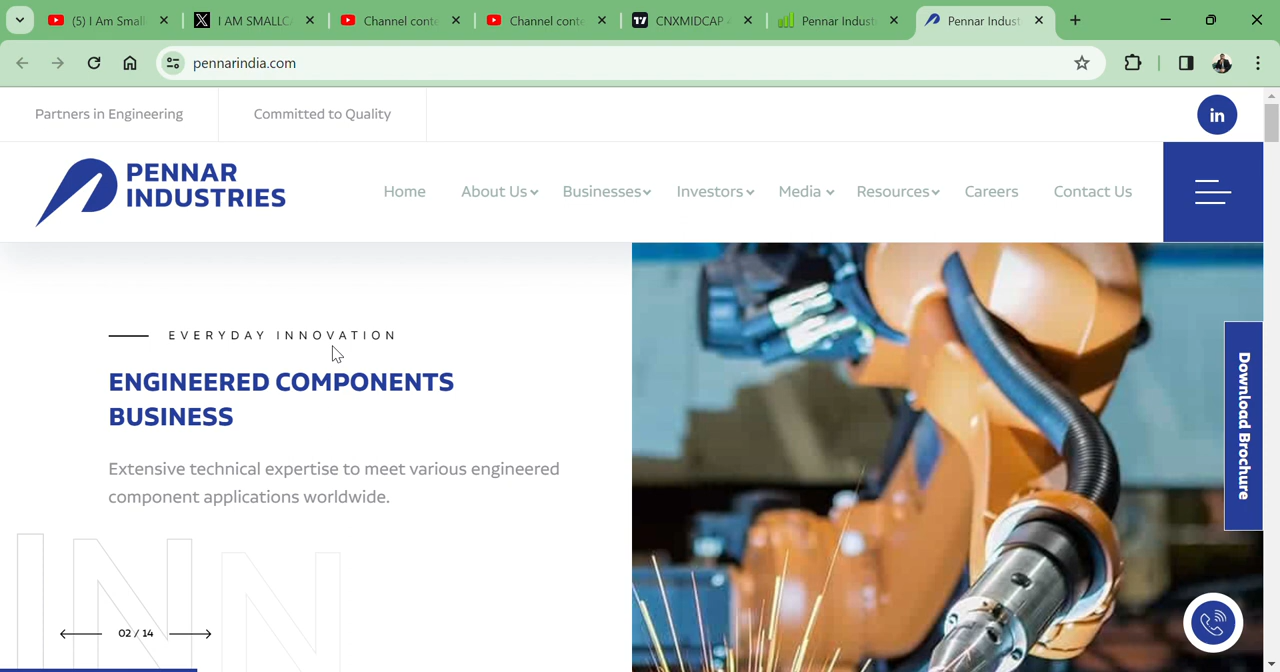 (5) I Am Small
I AM SMALLC
Channel conte
Channel conte
CNXMIDCAP
Pennar Indust
Pennar Indust
pennarindia.com
Partners in Engineering
Committed to Quality
in
PENNAR
INDUSTRIES
Home
About Us
Businesses
Investors
Media
Resources
Careers
Contact Us
EVERYDAY INNOVATION
ENGINEERED COMPONENTS
BUSINESS
Extensive technical expertise to meet various engineered
component applications worldwide.
Download Brochure
IN N
02 / 14